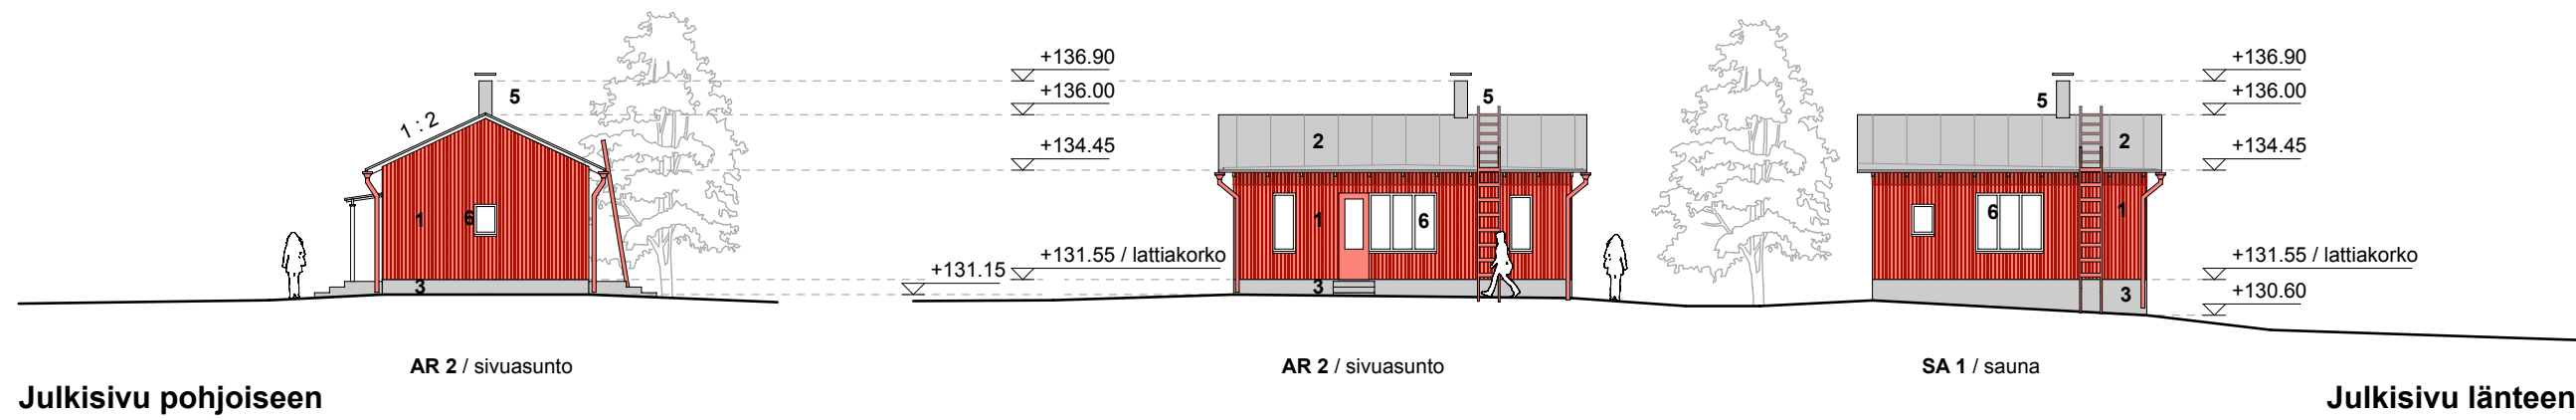 +136.90
+136.00
+134.45
+131.55 / lattiakorko
+131.15
1 : 2
5
1
6
3
5
2
1
6
3
5
2
6
1
3
+136.90
+136.00
+134.45
+131.55 / lattiakorko
+130.60
AR 2 / sivuasunto
AR 2 / sivuasunto
SA 1 / sauna
Julkisivu pohjoiseen
Julkisivu länteen